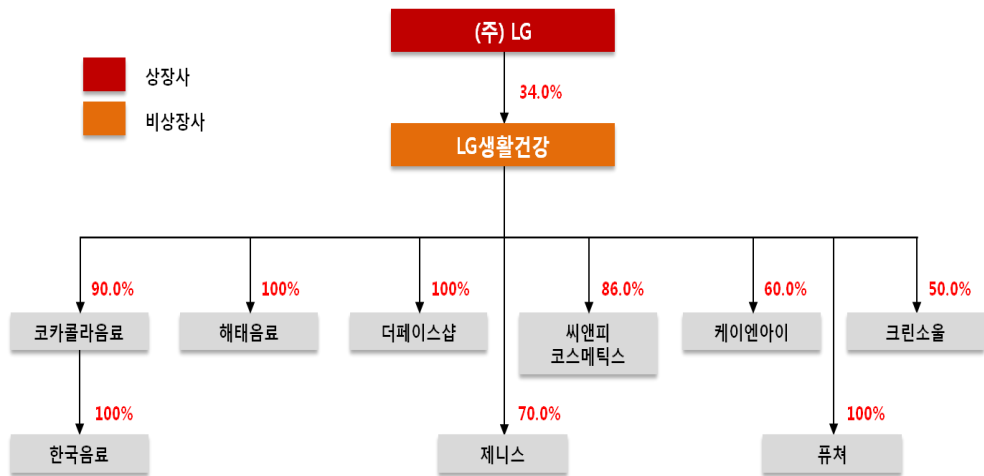 (주) LG
상장사
비상장사
34.0%
LG생활건강
90.0%
100%
100%
86.0%
60.0%
50.0%
코카콜라음료
해태음료
더페이스샵
씨앤피
코스메틱스
케이엔아이
크린소울
100%
70.0%
100%
한국음료
제니스
퓨쳐